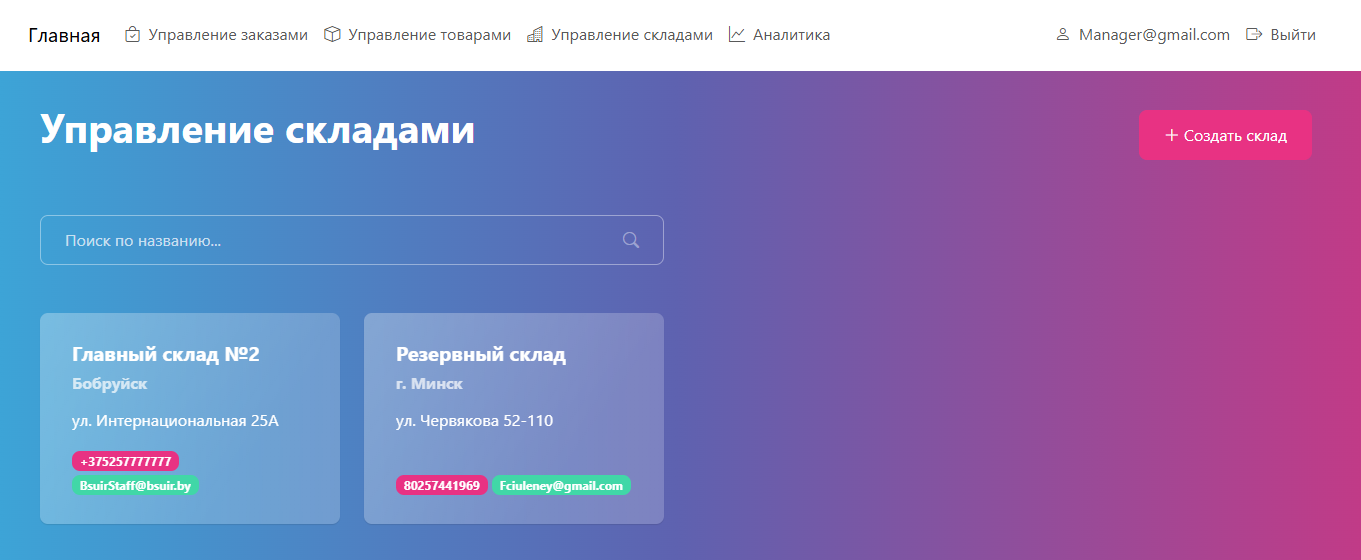 Главная Управление заказами Управление товарами Управление складами Аналитика Manager@gmail.com Выйти
Управление складами
+ Создать склад
Поиск по названию...
Главный склад №2
Бобруйск
ул. Интернациональная 25А
+375257777777
BsuirStaff@bsuir.by
Резервный склад
г. Минск
ул. Червякова 52-110
80257441969 Fciuleney@gmail.com